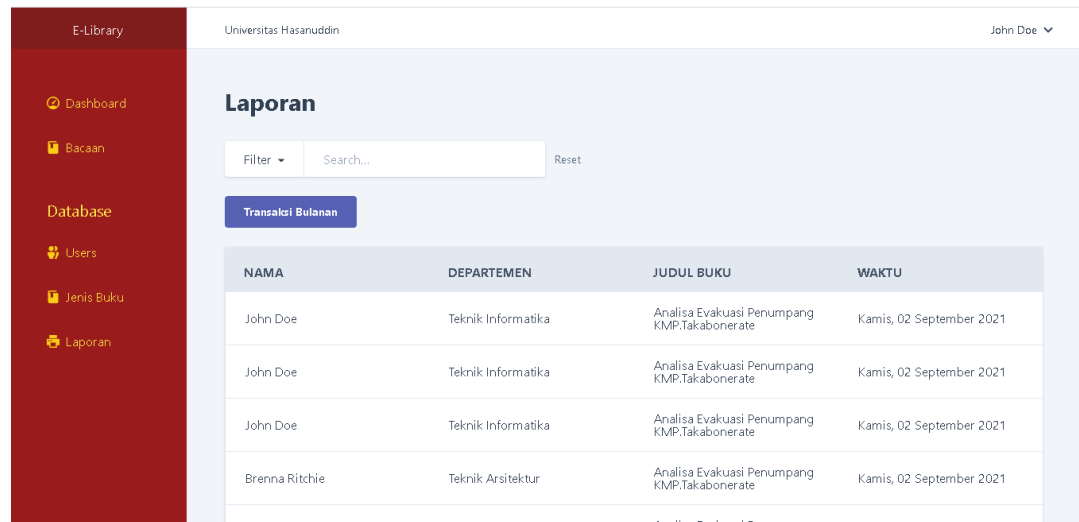 E-Library
Universitas Hasanuddin
John Doe
Dashboard
Bacaan
Database
Users
Jenis Buku
Laporan
Laporan
Filter
Search...
Reset
Transaksi Bulanan
NAMA DEPARTEMEN JUDUL BUKU WAKTU
John Doe Teknik Informatika Analisa Evakuasi Penumpang
KMP.Takabonerate Kamis, 02 September 2021
John Doe Teknik Informatika Analisa Evakuasi Penumpang
KMP.Takabonerate Kamis, 02 September 2021
John Doe Teknik Informatika Analisa Evakuasi Penumpang
KMP.Takabonerate Kamis, 02 September 2021
Brenna Ritchie Teknik Arsitektur Analisa Evakuasi Penumpang
KMP.Takabonerate Kamis, 02 September 2021